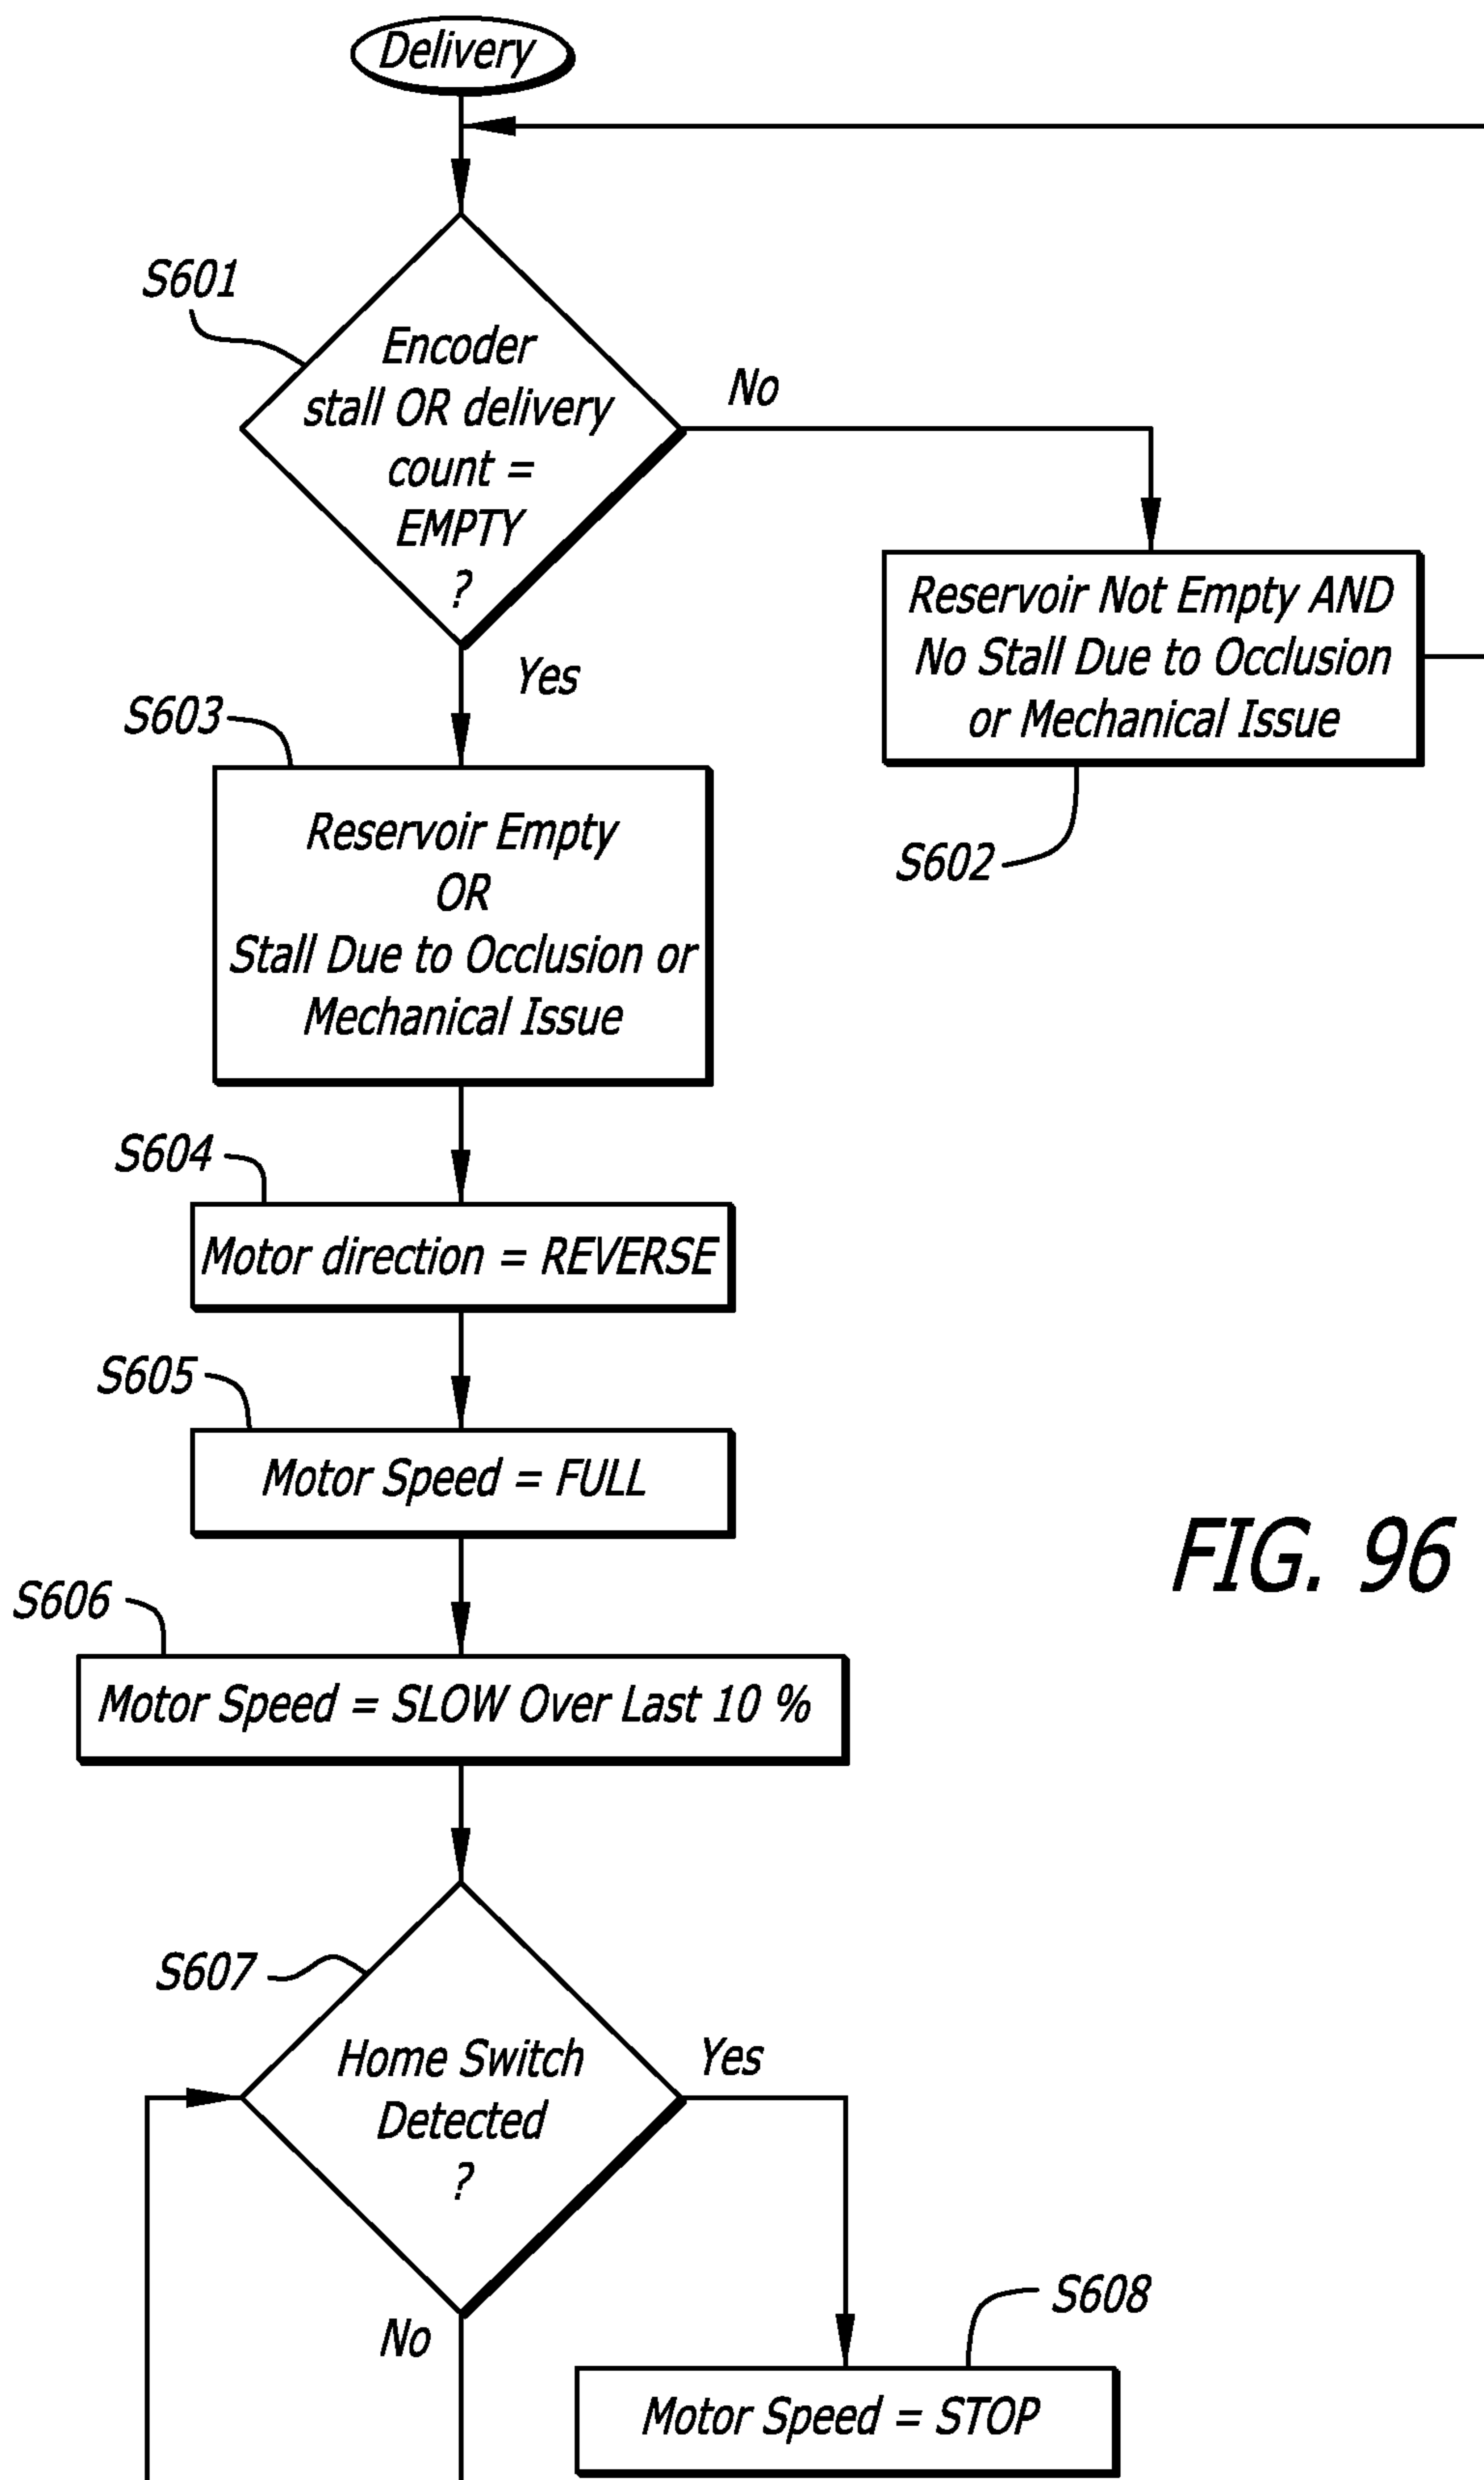 Delivery
S601
Encoder
stall OR delivery
count =
EMPTY
?
No
Yes
Reservoir Not Empty AND
No Stall Due to Occlusion
or Mechanical Issue
S602
S603
Reservoir Empty
OR
Stall Due to Occlusion or
Mechanical Issue
S604
Motor direction = REVERSE
S605
Motor Speed = FULL
FIG. 96
S606
Motor Speed = SLOW Over Last 10 %
S607
Home Switch
Detected
?
Yes
No
S608
Motor Speed = STOP